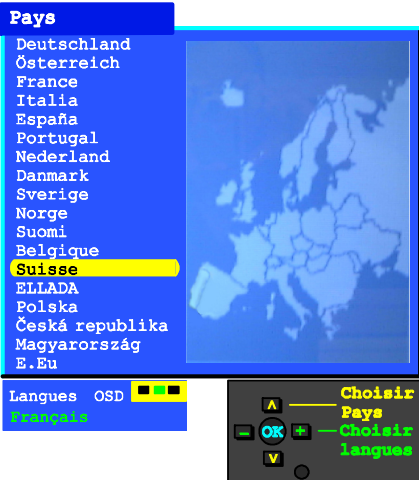 Pays
Deutschland
Österreich
France
Italia
España
Portugal
Nederland
Danmark
Sverige
Norge
Suomi
Belgique
Suisse
ELLADA
Polska
Česká republika
Magyarország
E.Eu
Langues OSD
Français
Choisir
Pays
OK
Choisir
langues